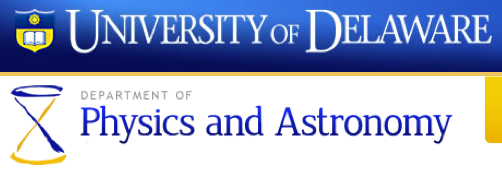 UNIVERSITY OF DELAWARE
DEPARTMENT OF
Physics and Astronomy